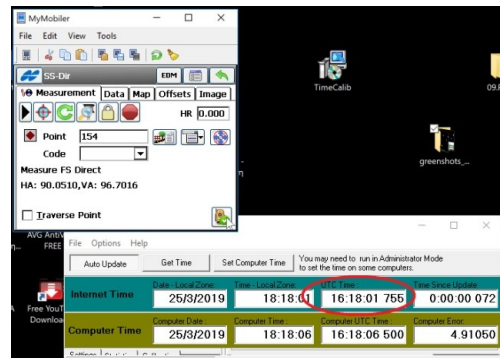 MyMobiler
File Edit View Tools
SS-Dir EDM
Measurement Data Map Offsets Image
HR 0.000
Point 154
Code
Measure FS Direct
HA: 90.0510,VA: 96.7016
Traverse Point
TimeCalib
09.F
greenshots_...
AVG AntiV
FREE
Free YouT
Downloa
File Options Help
Auto Update Get Time Set Computer Time You may need to run in Administrator Mode
to set the time on some computers.
Date - Local Zone: Time - Local Zone: UTC Time : Time Since Update
Internet Time 25/3/2019 18:18:01 16:18:01 755 0:00:00 072
Computer Date : Computer Time : Computer UTC Time : Computer Error:
Computer Time 25/3/2019 18:18:06 16:18:06 500 4.91050